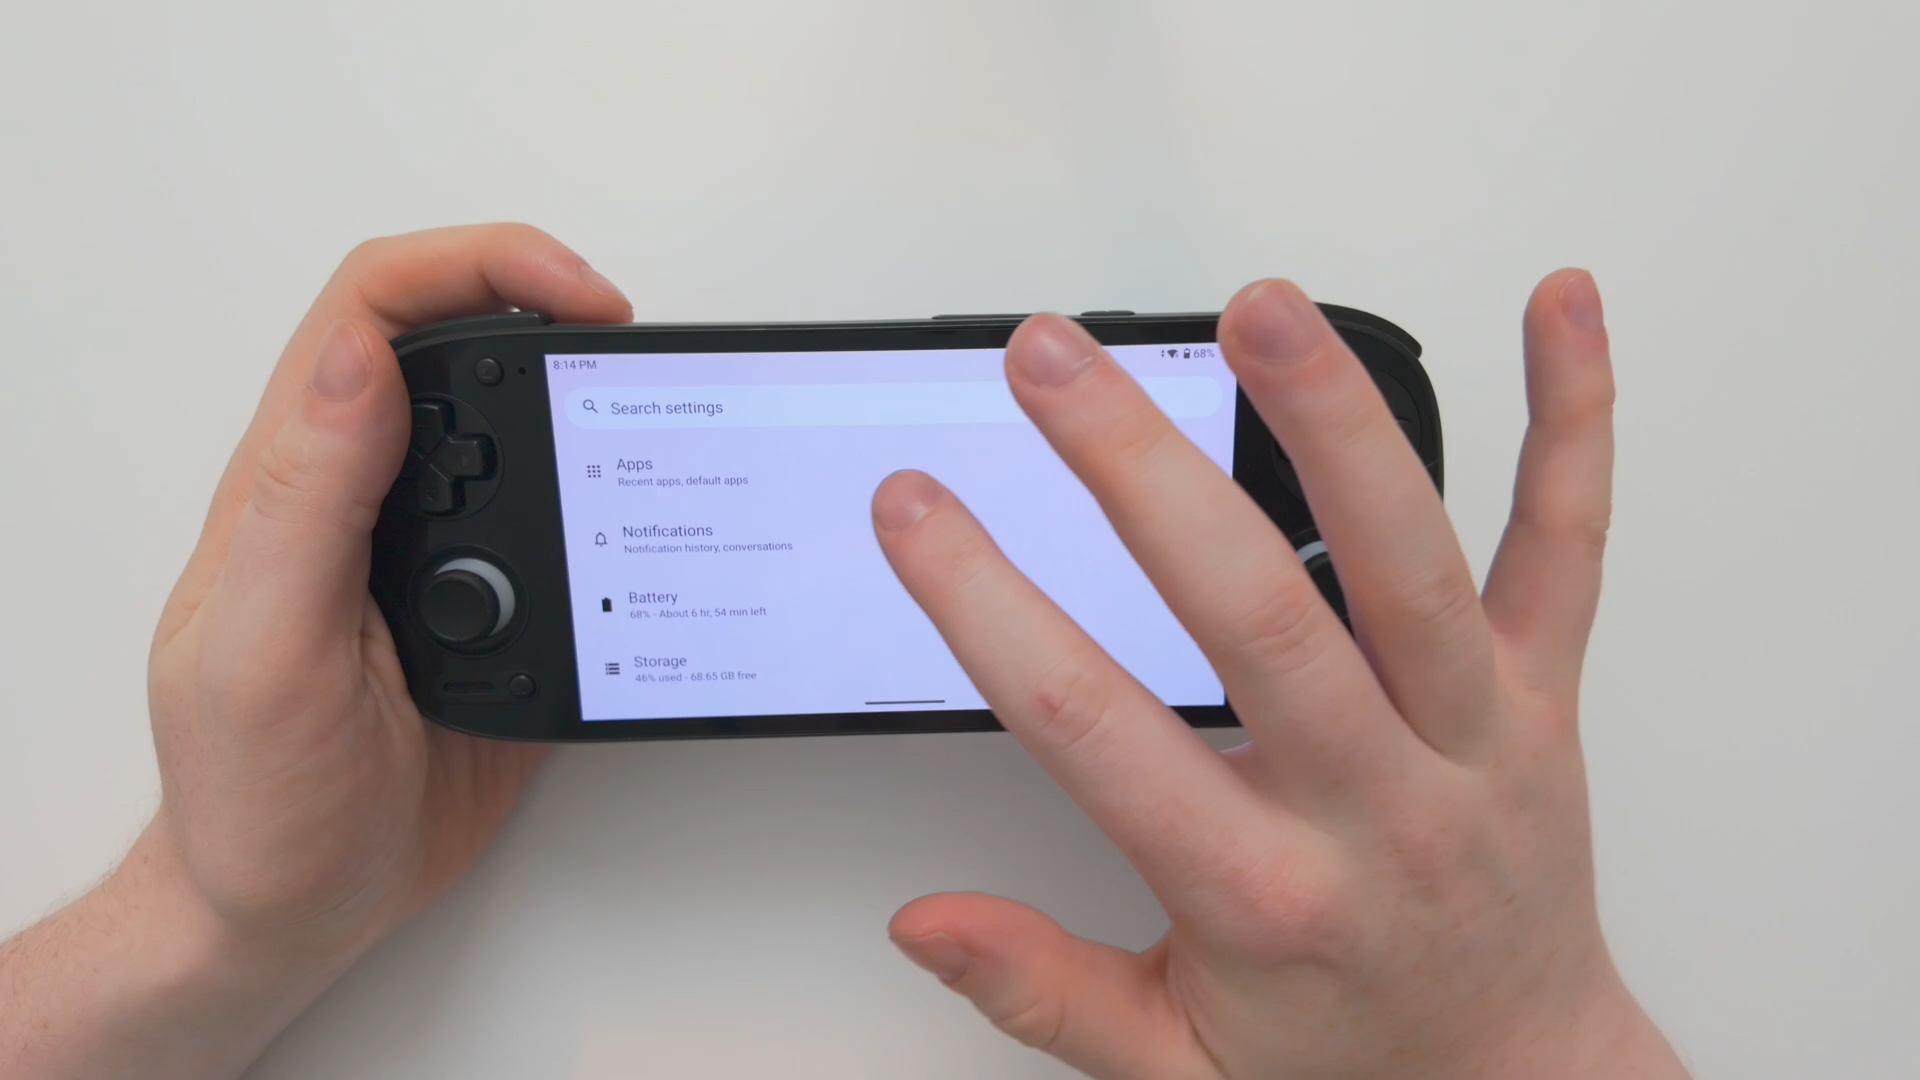 8:14 PM
68%
Search settings
Apps
Recent apps, default apps
Notifications
Notification history, conversations
Battery
68% - About 6 hr, 54 min left
Storage
46% used - 68.65 GB free